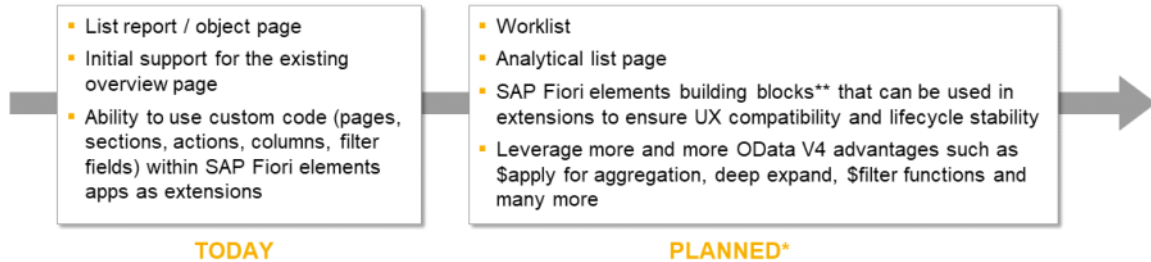 ▪ List report / object page
▪ Initial support for the existing
overview page
▪ Ability to use custom code (pages,
sections, actions, columns, filter
fields) within SAP Fiori elements
apps as extensions
TODAY
▪ Worklist
▪ Analytical list page
▪ SAP Fiori elements building blocks** that can be used in
extensions to ensure UX compatibility and lifecycle stability
▪ Leverage more and more OData V4 advantages such as
$apply for aggregation, deep expand, $filter functions and
many more
PLANNED*